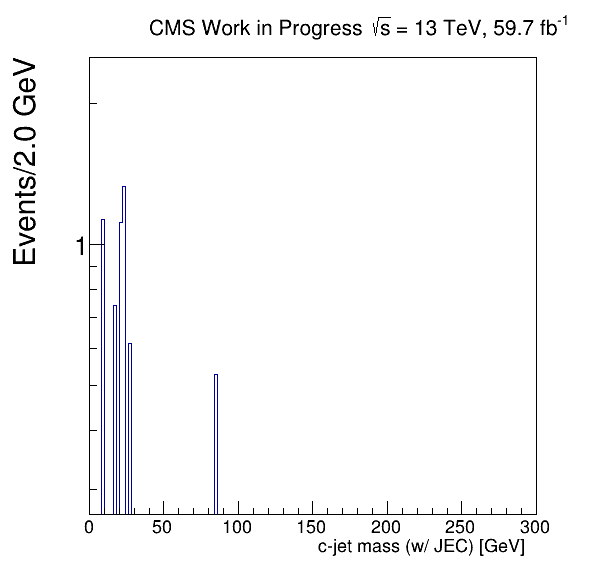 CMS Work in Progress √s = 13 TeV, 59.7 fb⁻¹
Events/2.0 GeV
1
0 50 100 150 200 250 300
c-jet mass (w/ JEC) [GeV]